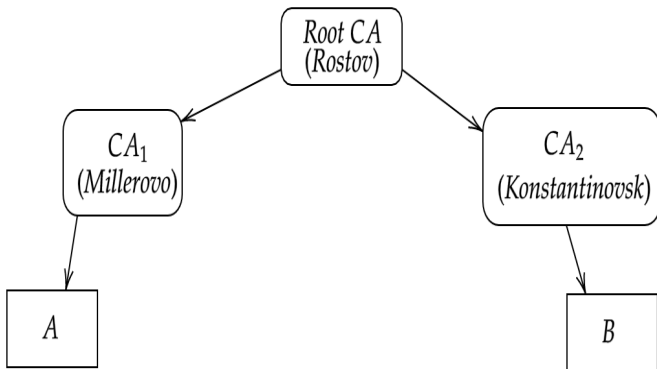 Root CA
(Rostov)
CA₁
(Millerovo)
CA₂
(Konstantinovsk)
A
B